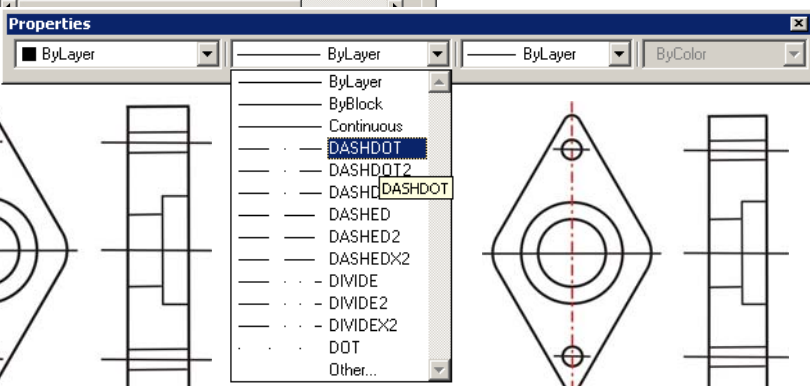 Properties
ByLayer
ByLayer
ByLayer
ByColor
ByLayer
ByBlock
Continuous
DASHDOT
DASHDOT2
DASHD
DASHDOT
DASHED
DASHED2
DASHEDX2
DIVIDE
DIVIDE2
DIVIDEX2
DOT
Other...